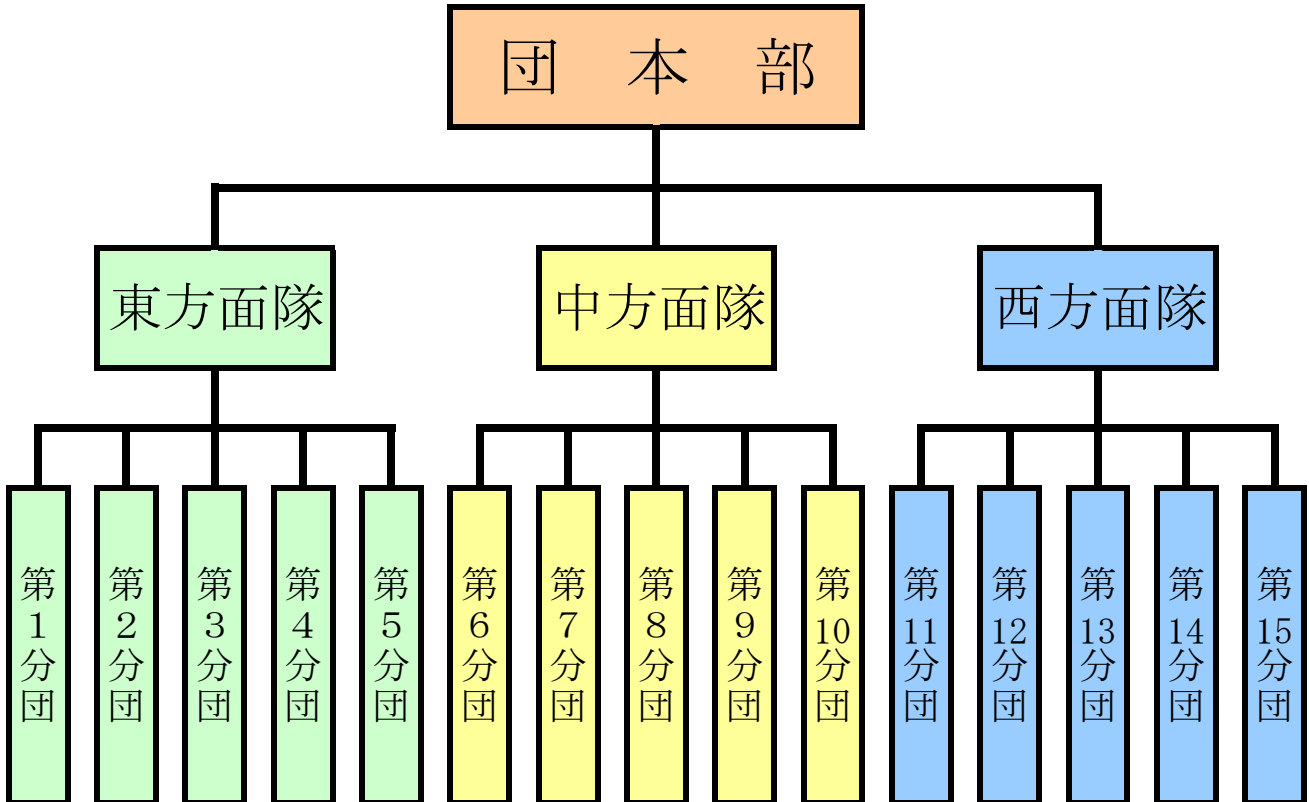 団 本 部
東方面隊
中方面隊
西方面隊
第1分団
第2分団
第3分団
第4分団
第5分団
第6分団
第7分団
第8分団
第9分団
第10分団
第11分団
第12分団
第13分団
第14分団
第15分団